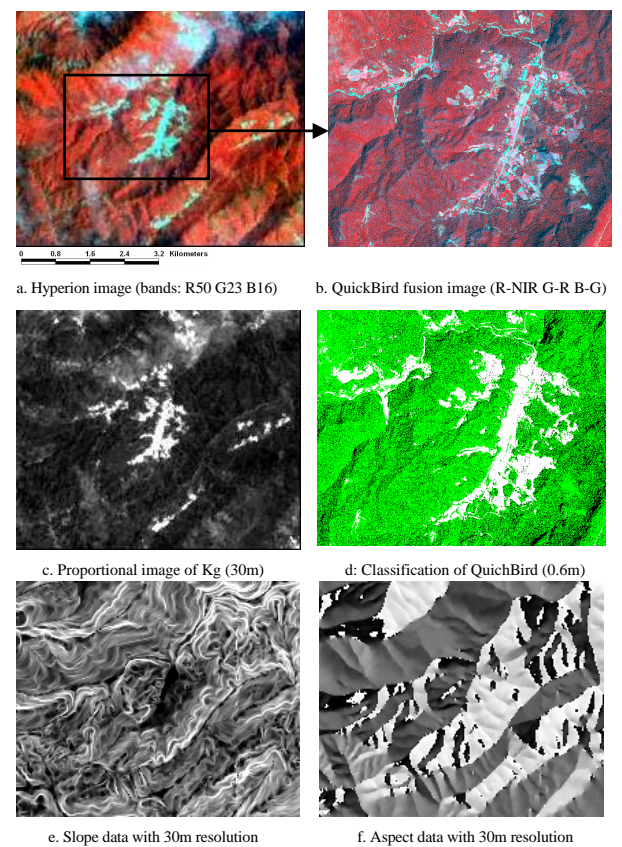 0 0.8 1.6 2.4 3.2 Kilometers
a. Hyperion image (bands: R50 G23 B16)
b. QuickBird fusion image (R-NIR G-R B-G)
c. Proportional image of Kg (30m)
d: Classification of QuichBird (0.6m)
e. Slope data with 30m resolution
f. Aspect data with 30m resolution